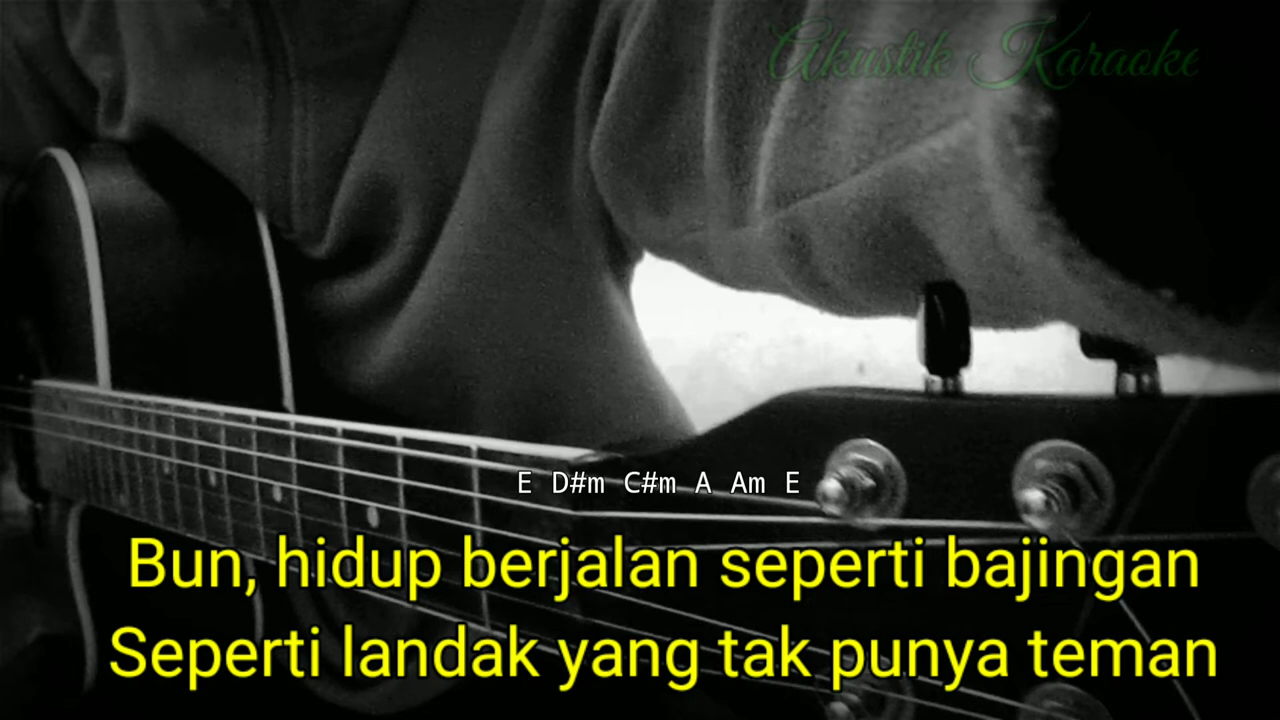 Akustik Karaoke
E D#m C#m A Am E
Bun, hidup berjalan seperti bajingan
Seperti landak yang tak punya teman